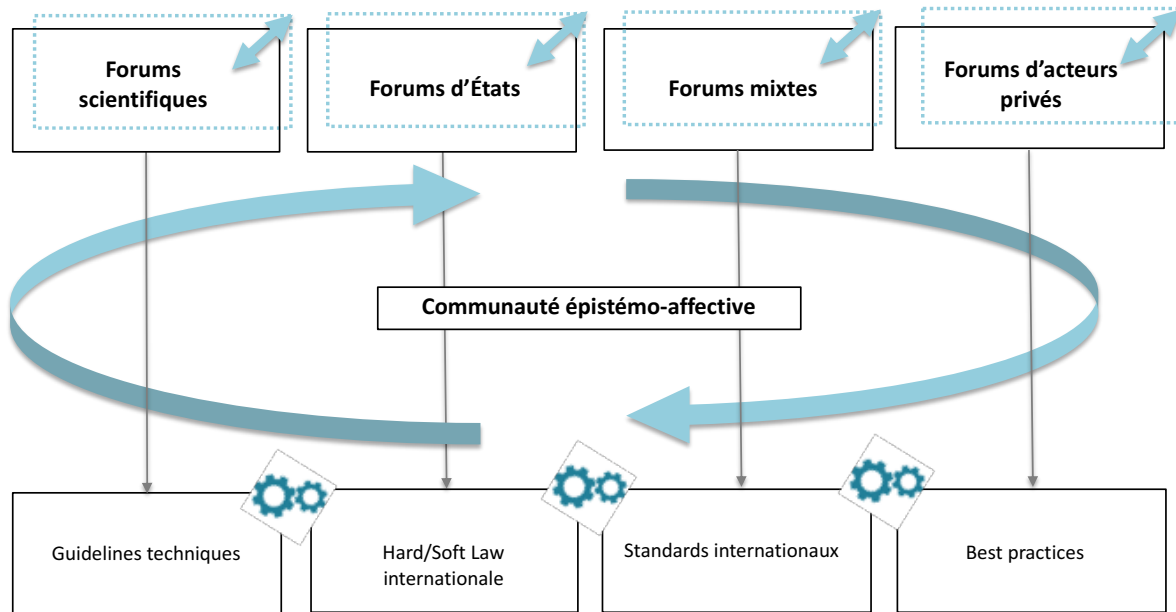 Forums
scientifiques
Forums d’États
Forums mixtes
Forums d’acteurs
privés
Communauté épistémo-affective
Guidelines techniques
Hard/Soft Law
internationale
Standards internationaux
Best practices